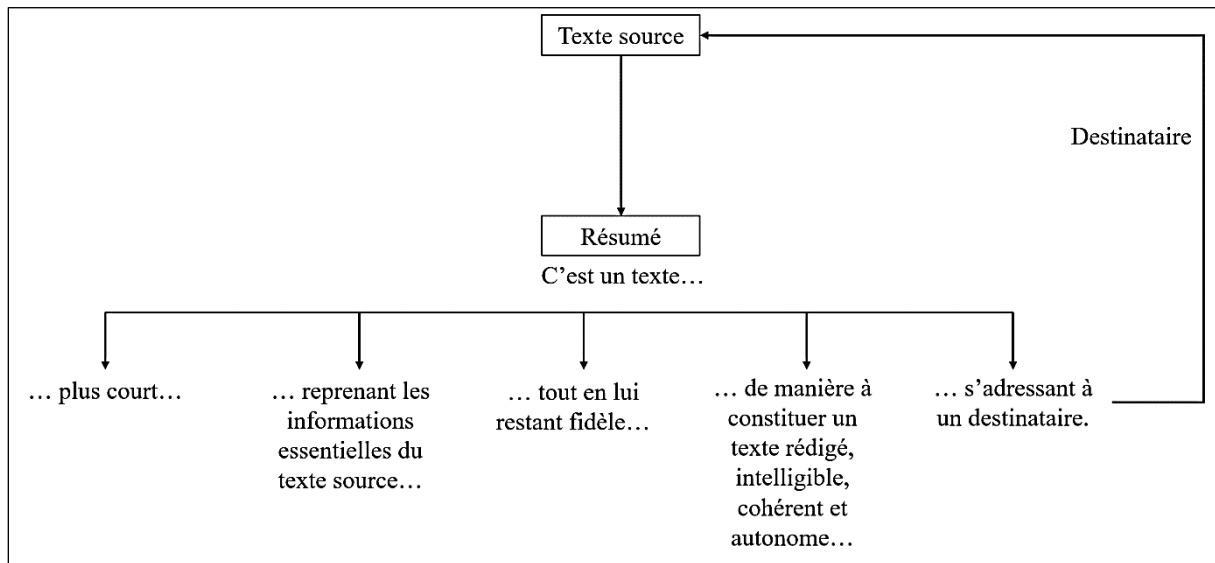 Texte source
Destinataire
Résumé
C’est un texte…
… plus court…
… reprenant les
informations
essentielles du
texte source…
… tout en lui
restant fidèle…
… de manière à
constituer un
texte rédigé,
intelligible,
cohérent et
autonome…
… s’adressant à
un destinataire.